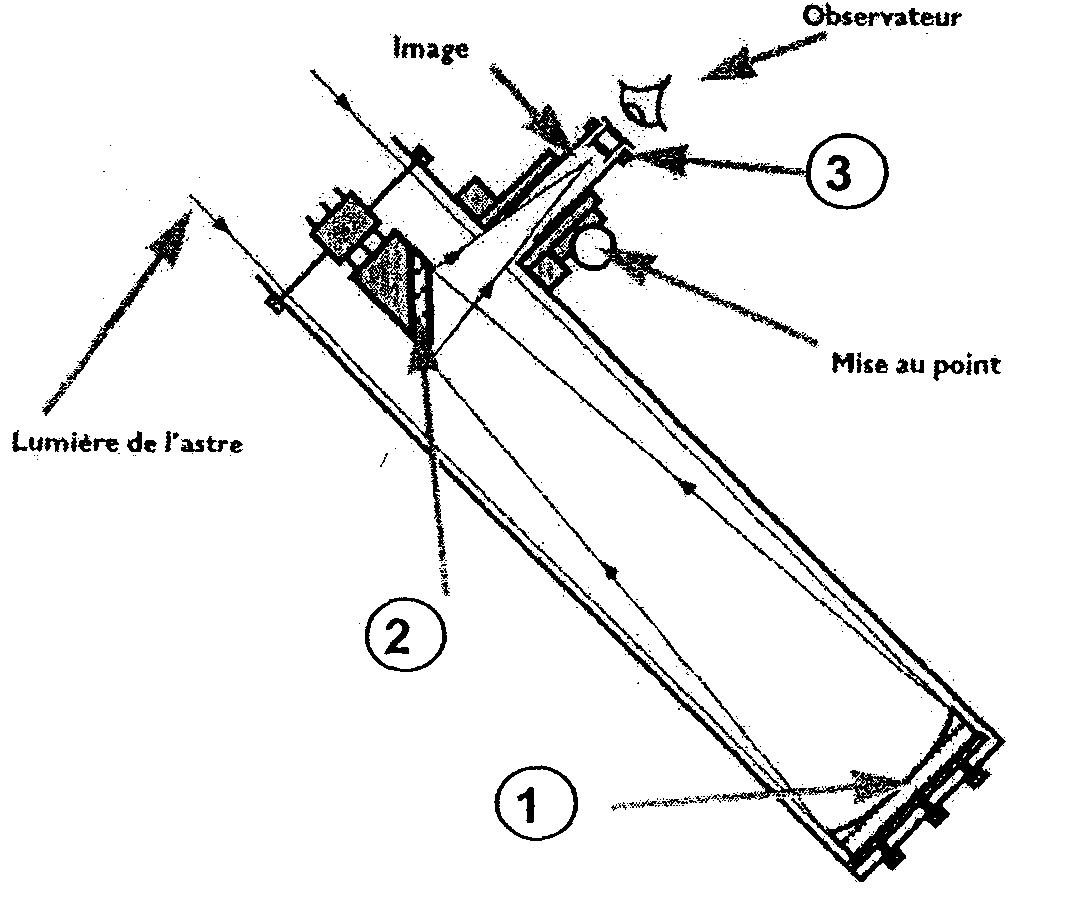 Observateur
Image
3
Mise au point
Lumière de l'astre
2
1